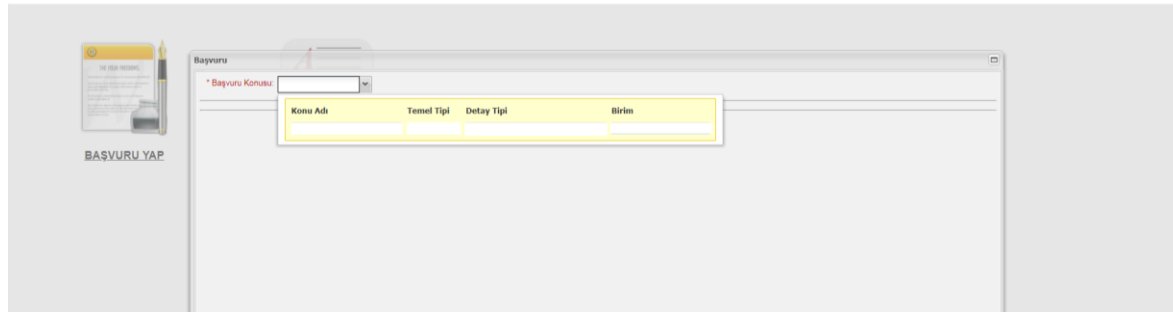 Başvuru
* Başvuru Konusu:
Konu Adı Temel Tipi Detay Tipi Birim
BAŞVURU YAP